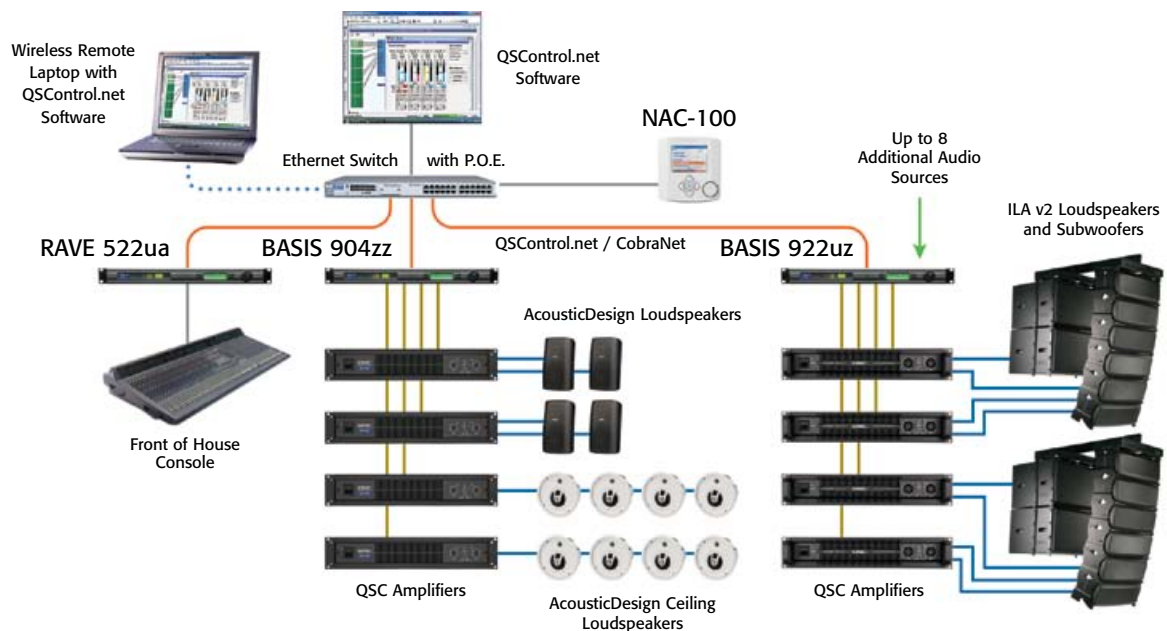 Wireless Remote
Laptop with
QSControl.net
Software
QSControl.net
Software
NAC-100
Ethernet Switch with P.O.E.
Up to 8
Additional Audio
Sources
ILA v2 Loudspeakers
and Subwoofers
RAVE 522ua
BASIS 904zz
QSControl.net / CobraNet
BASIS 922uz
AcousticDesign Loudspeakers
Front of House
Console
QSC Amplifiers
AcousticDesign Ceiling
Loudspeakers
QSC Amplifiers